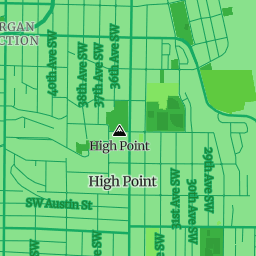 RGAN
CTION
40th Ave SW
38th Ave SW
37th Ave SW
36th Ave SW
High Point
High Point
SW Austin St
31st Ave SW
30th Ave SW
29th Ave SW